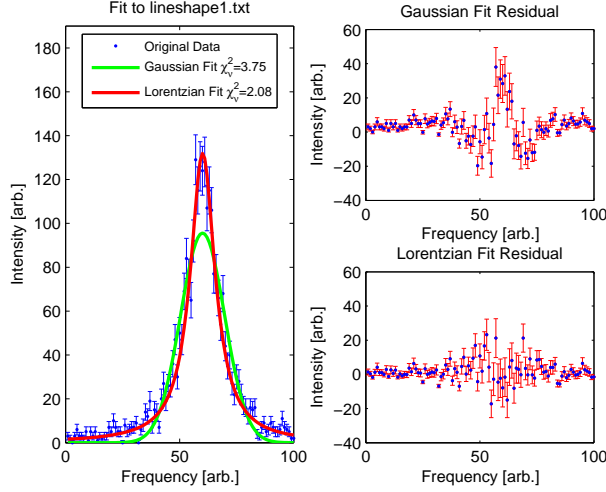 Fit to lineshape1.txt
190
180
160
140
120
100
80
60
40
20
0
0
50
100
Intensity [arb.]
Frequency [arb.]
Original Data
Gaussian Fit χ²ᵥ=3.75
Lorentzian Fit χ²ᵥ=2.08
Gaussian Fit Residual
60
40
20
0
−20
−40
0
50
100
Intensity [arb.]
Frequency [arb.]
Lorentzian Fit Residual
60
40
20
0
−20
−40
0
50
100
Intensity [arb.]
Frequency [arb.]